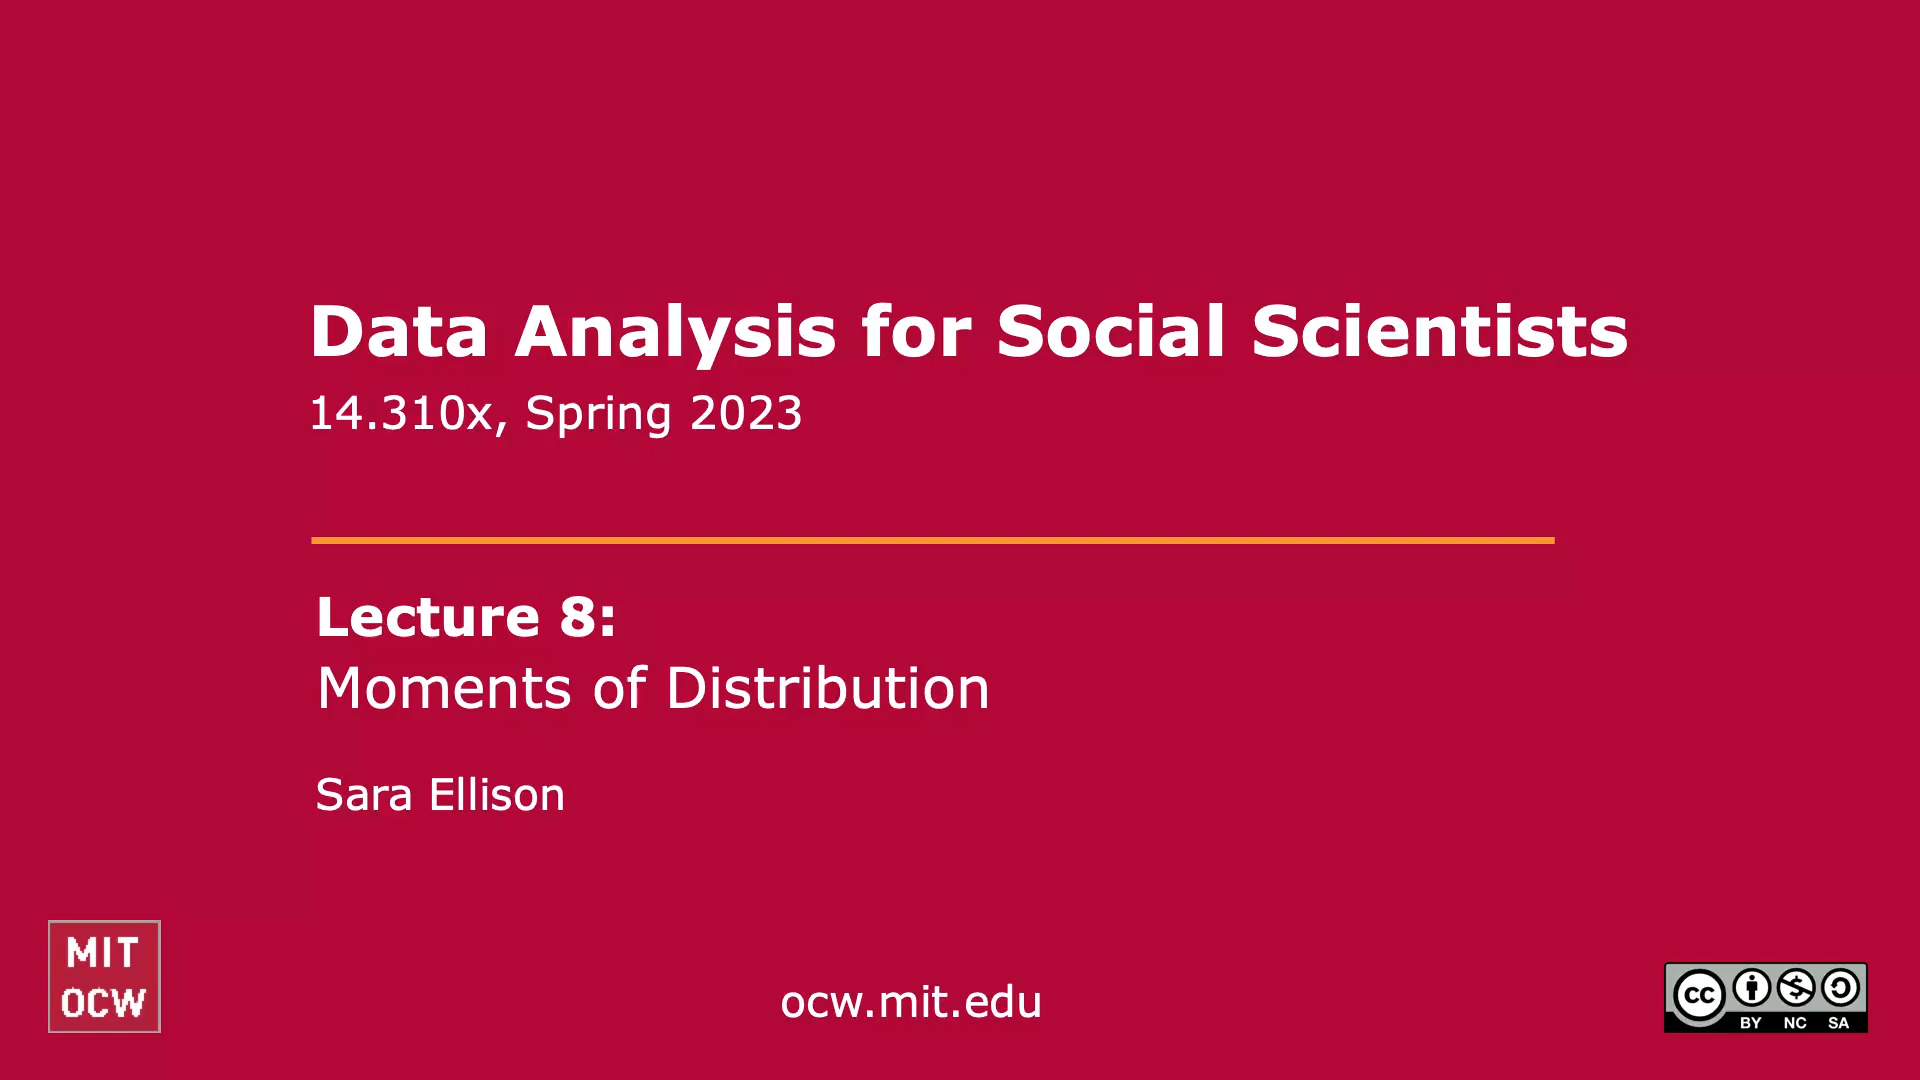 Data Analysis for Social Scientists
14.310x, Spring 2023
Lecture 8:
Moments of Distribution
Sara Ellison
MIT
OCW
ocw.mit.edu
cc
BY NC SA